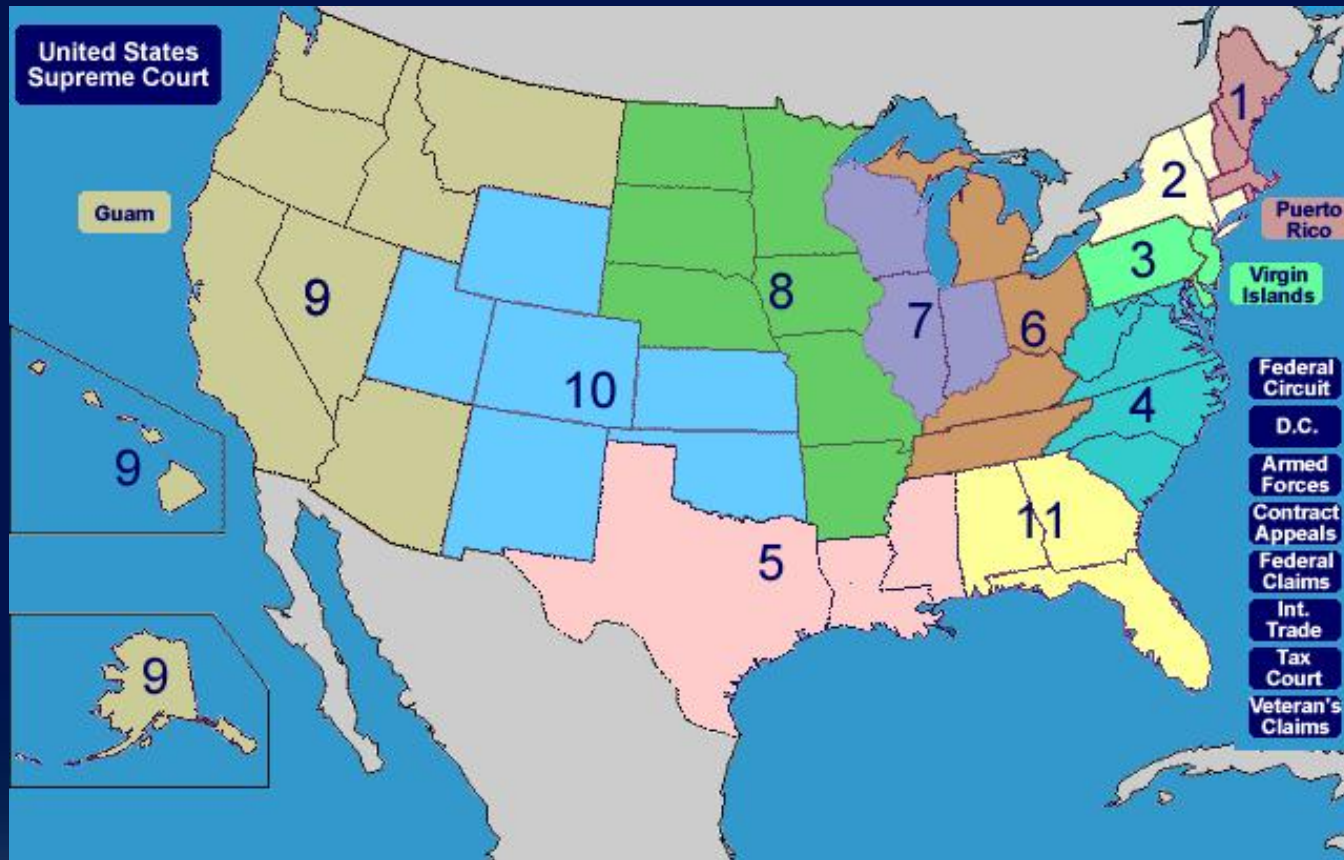 United States
Supreme Court
1
2
Guam
Puerto
Rico
3
Virgin
Islands
9
8
7
6
10
4
Federal
Circuit
D.C.
9
Armed
Forces
Contract
Appeals
11
5
Federal
Claims
Int.
Trade
9
Tax
Court
Veteran's
Claims